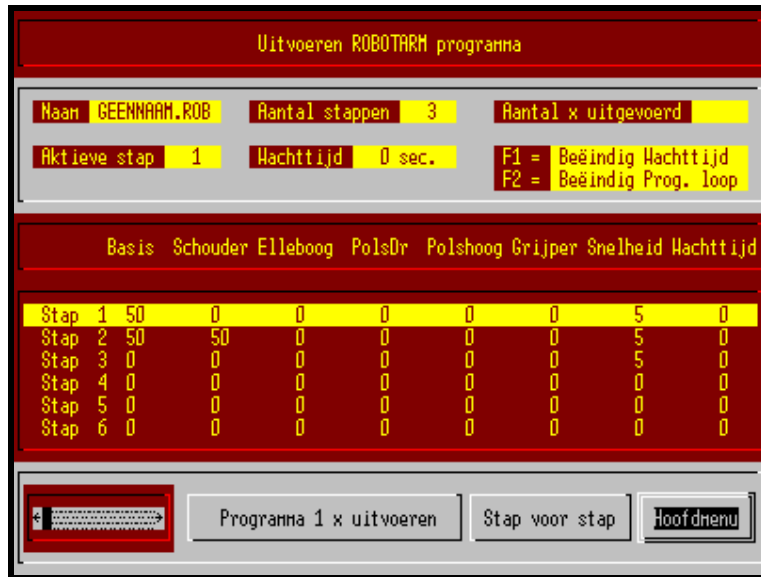 Uitvoeren ROBOTARM programma
Naam GEENNAAM.ROB Aantal stappen 3 Aantal x uitgevoerd
Aktieve stap 1 Wachttijd 0 sec. F1 = Beëindig Wachttijd
F2 = Beëindig Prog. loop
Basis Schouder Elleboog PolsDr Polshoog Grijper Snelheid Wachttijd
Stap 1 50 0 0 0 0 0 5 0
Stap 2 50 50 0 0 0 0 5 0
Stap 3 0 0 0 0 0 0 5 0
Stap 4 0 0 0 0 0 0 0 0
Stap 5 0 0 0 0 0 0 0 0
Stap 6 0 0 0 0 0 0 0 0
Programma 1 x uitvoeren Stap voor stap Hoofdmenu